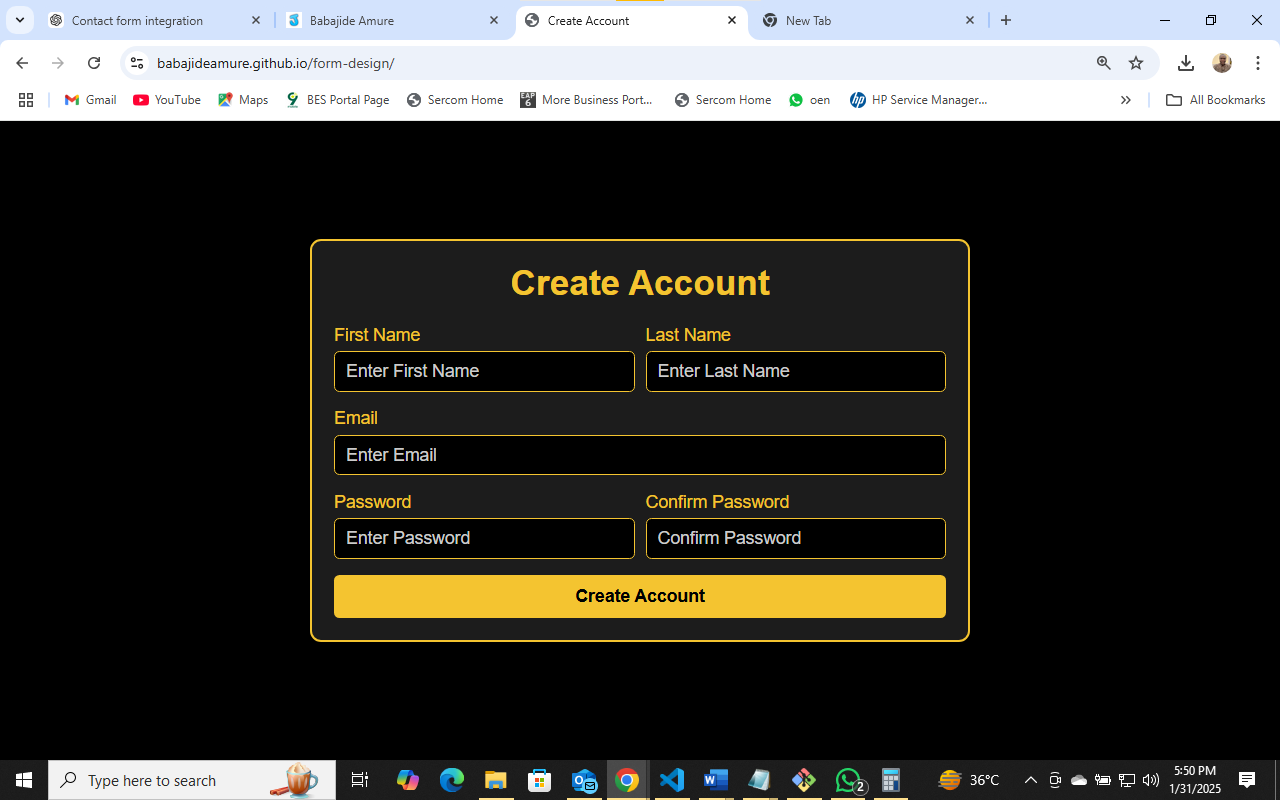 Contact form integration
Babajide Amure
Create Account
New Tab
babajideamure.github.io/form-design/
Gmail
YouTube
Maps
BES Portal Page
Sercom Home
EAP 6
More Business Port...
Sercom Home
oen
hp
HP Service Manager...
All Bookmarks
Create Account
First Name
Last Name
Enter First Name
Enter Last Name
Email
Enter Email
Password
Confirm Password
Enter Password
Confirm Password
Create Account
Type here to search
2
36°C
5:50 PM
1/31/2025